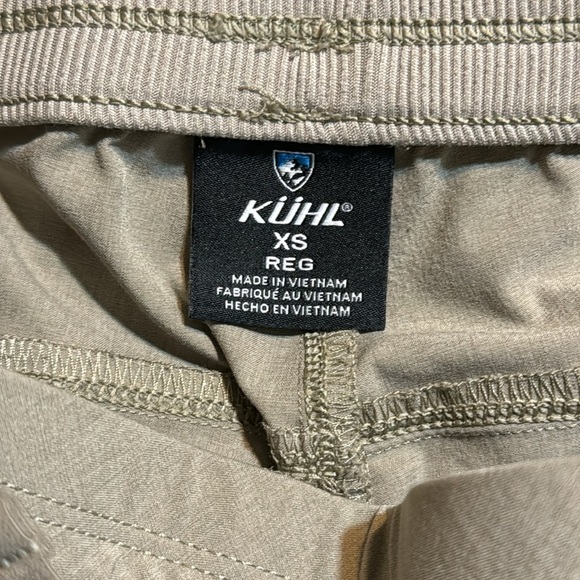 KÜHL®
XS
REG
MADE IN VIETNAM
FABRIQUÉ AU VIETNAM
HECHO EN VIETNAM